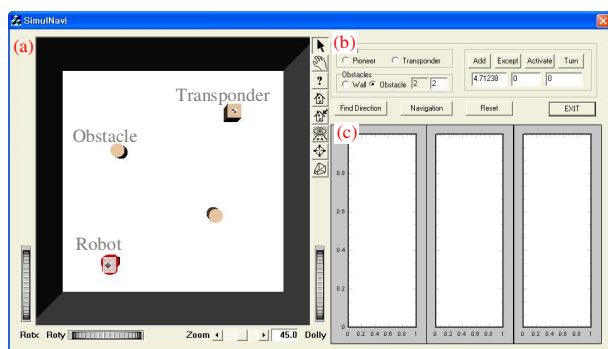 SimulNavi
(a)
Transponder
Obstacle
Robot
?
Rotx Roty Zoom 45.0 Dolly
(b)
Pioneer Transponder
Add Except Activate Turn
Obstacles
Wall Obstacle 2 2
4.71238 0 0
Find Direction Navigation Reset EXIT
(c)
0.8
0.6
0.4
0.2
0
0 0.2 0.4 0.6 0.8 1 0 0.2 0.4 0.6 0.8 1 0 0.2 0.4 0.6 0.8 1